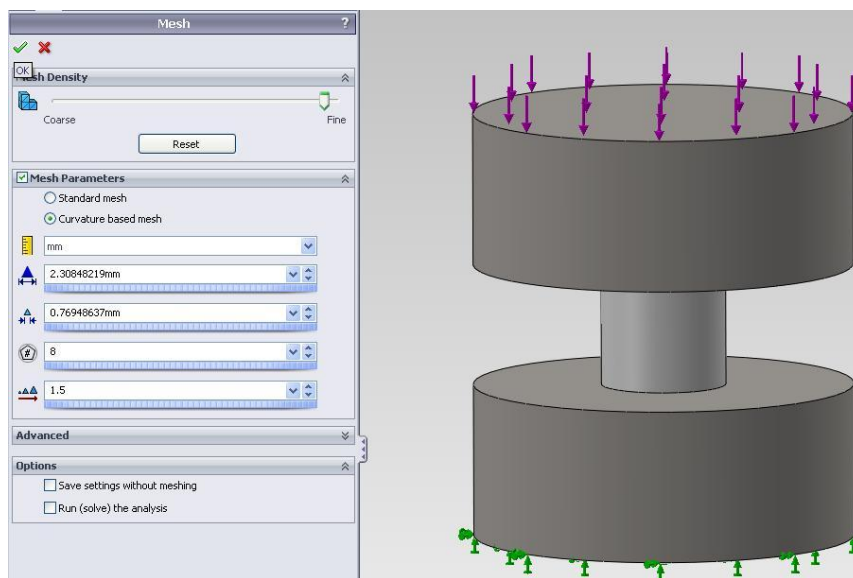 Mesh ?
OK
Mesh Density
Coarse Fine
Reset
Mesh Parameters
Standard mesh
Curvature based mesh
mm
2.30848219mm
0.76948637mm
# 8
1.5
Advanced
Options
Save settings without meshing
Run (solve) the analysis